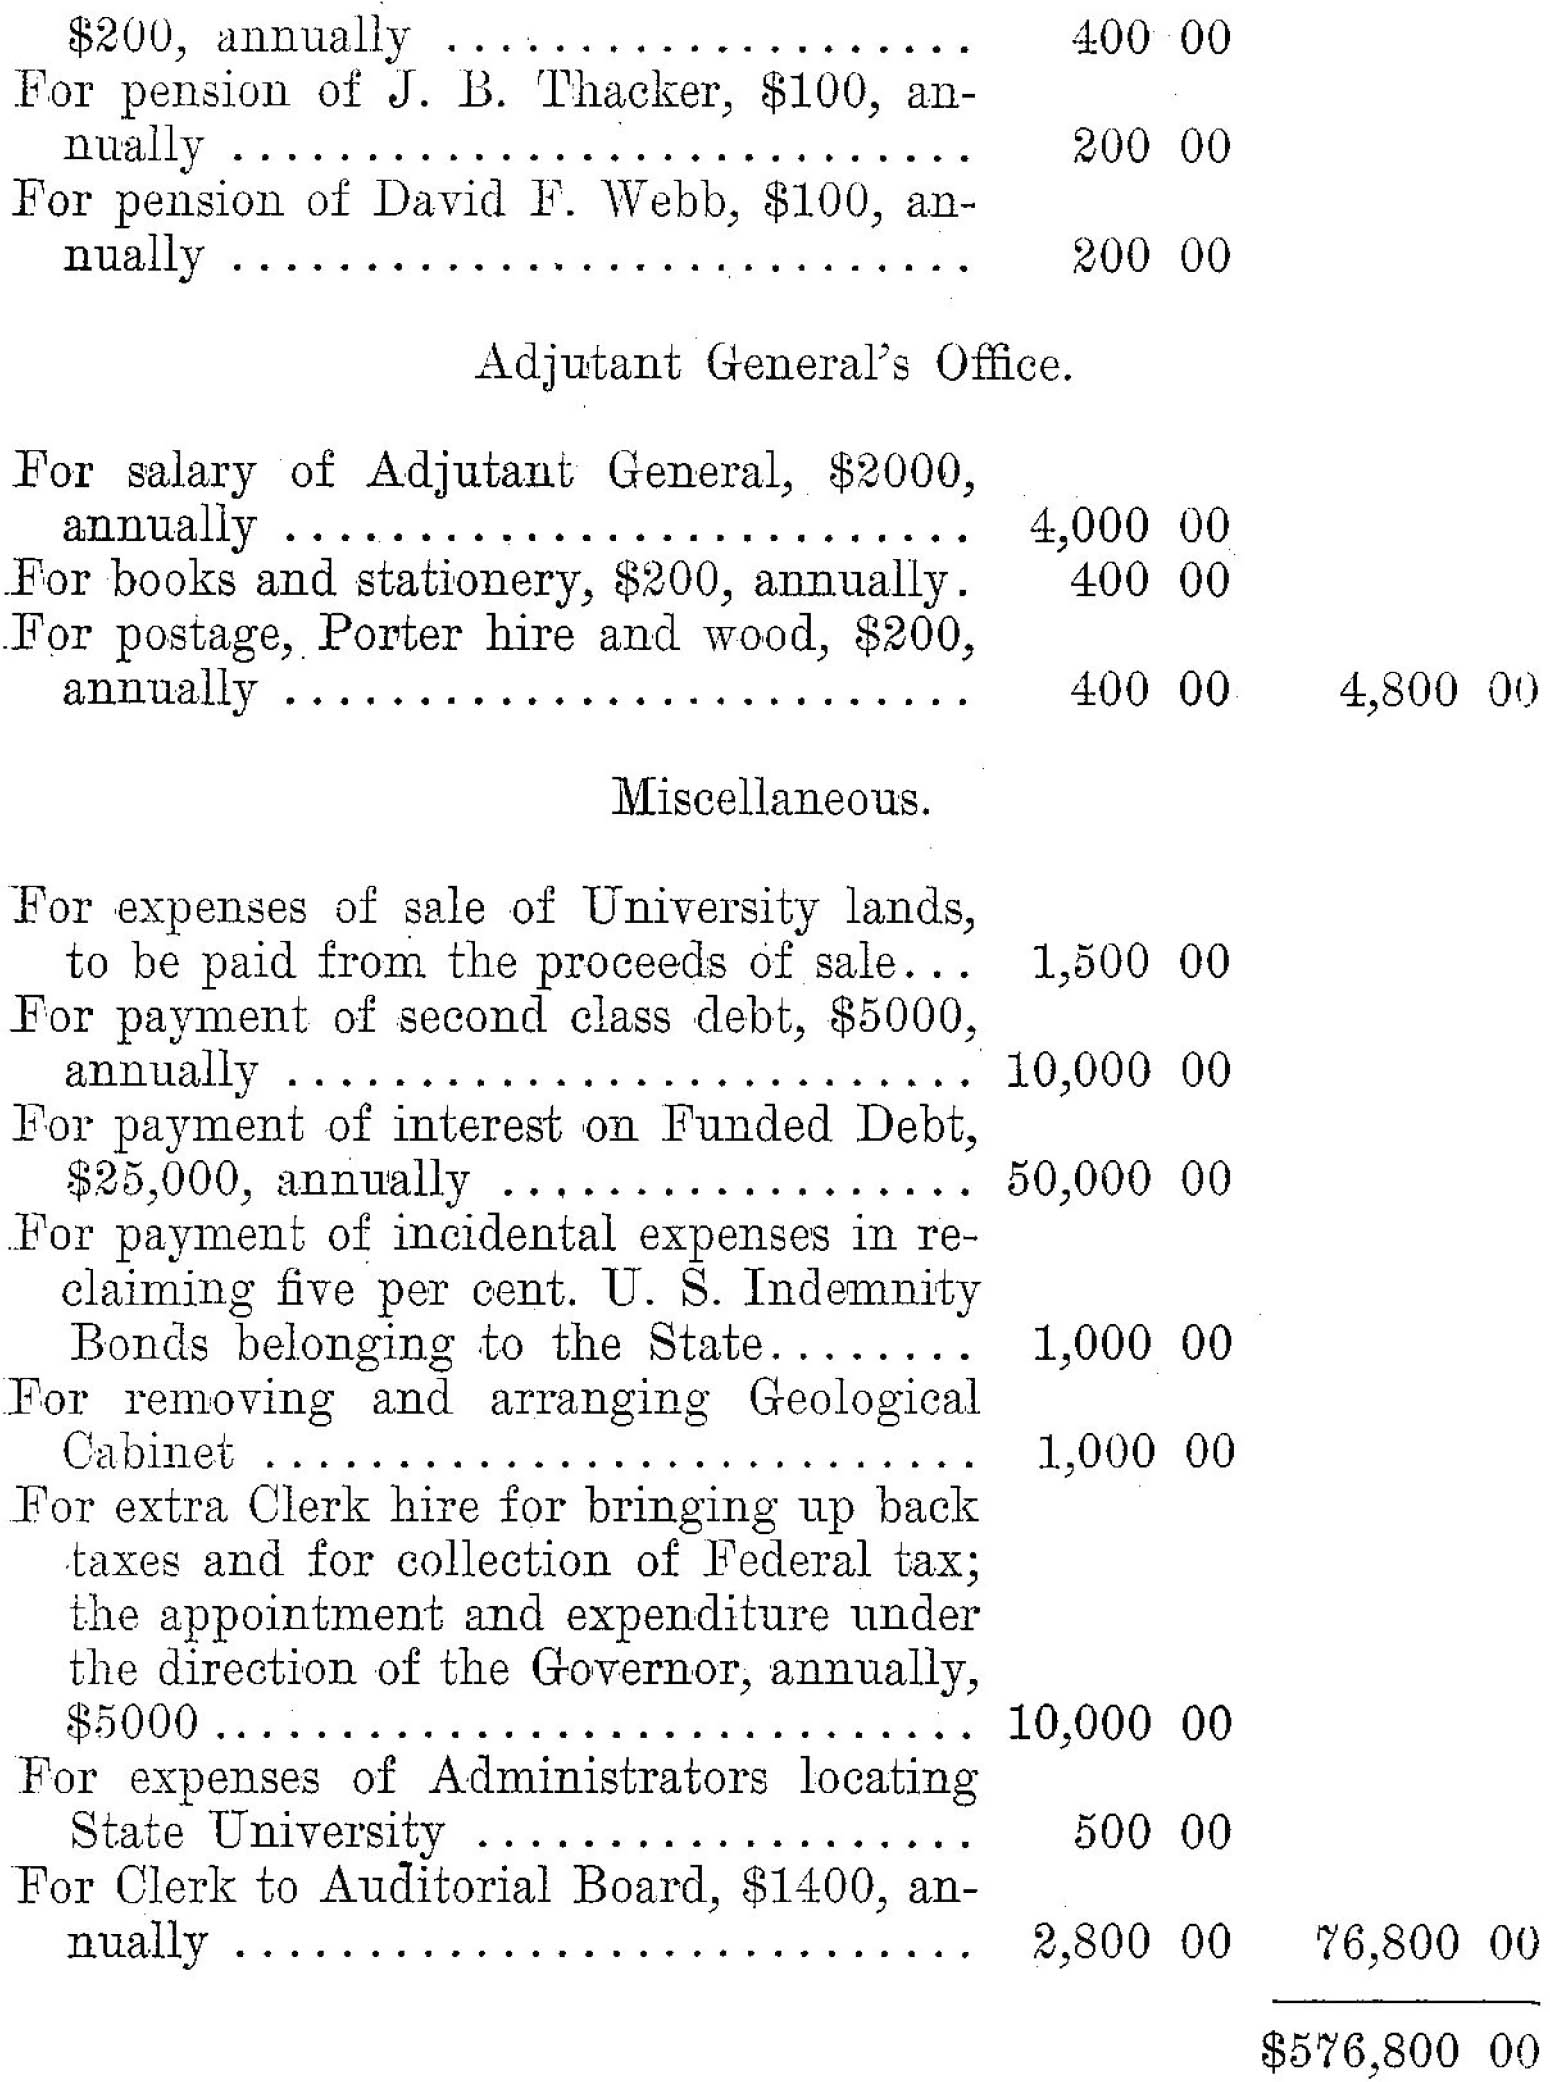 $200, annually .................... 400 00
For pension of J. B. Thacker, $100, an-
nually ............................ 200 00
For pension of David F. Webb, $100, an-
nually ............................ 200 00
Adjutant General's Office.
For salary of Adjutant General, $2000,
annually .......................... 4,000 00
For books and stationery, $200, annually. 400 00
For postage, Porter hire and wood, $200,
annually .......................... 400 00 4,800 00
Miscellaneous.
For expenses of sale of University lands,
to be paid from the proceeds of sale... 1,500 00
For payment of second class debt, $5000,
annually .......................... 10,000 00
For payment of interest on Funded Debt,
$25,000, annually .................. 50,000 00
For payment of incidental expenses in re-
claiming five per cent. U. S. Indemnity
Bonds belonging to the State........ 1,000 00
For removing and arranging Geological
Cabinet ........................... 1,000 00
For extra Clerk hire for bringing up back
taxes and for collection of Federal tax;
the appointment and expenditure under
the direction of the Governor, annually,
$5000 ............................. 10,000 00
For expenses of Administrators locating
State University ................... 500 00
For Clerk to Auditorial Board, $1400, an-
nually ............................ 2,800 00 76,800 00
$576,800 00